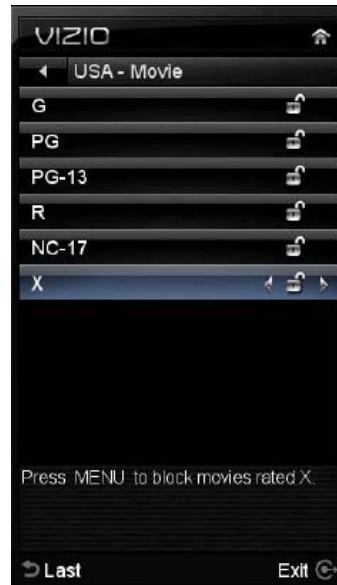 VIZIO
USA - Movie
G
PG
PG-13
R
NC-17
X
Press MENU to block movies rated X.
Last Exit